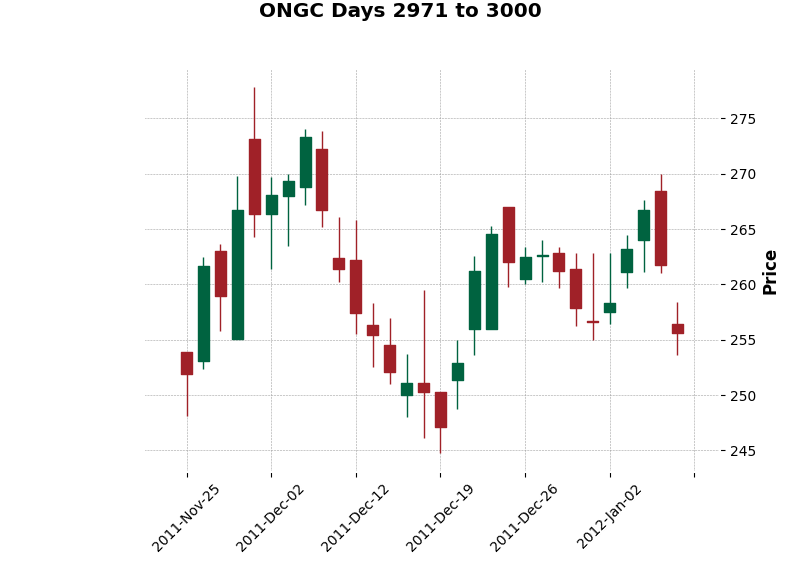 ONGC Days 2971 to 3000
275
270
265
260
255
250
245
Price
2011-Nov-25
2011-Dec-02
2011-Dec-12
2011-Dec-19
2011-Dec-26
2012-Jan-02